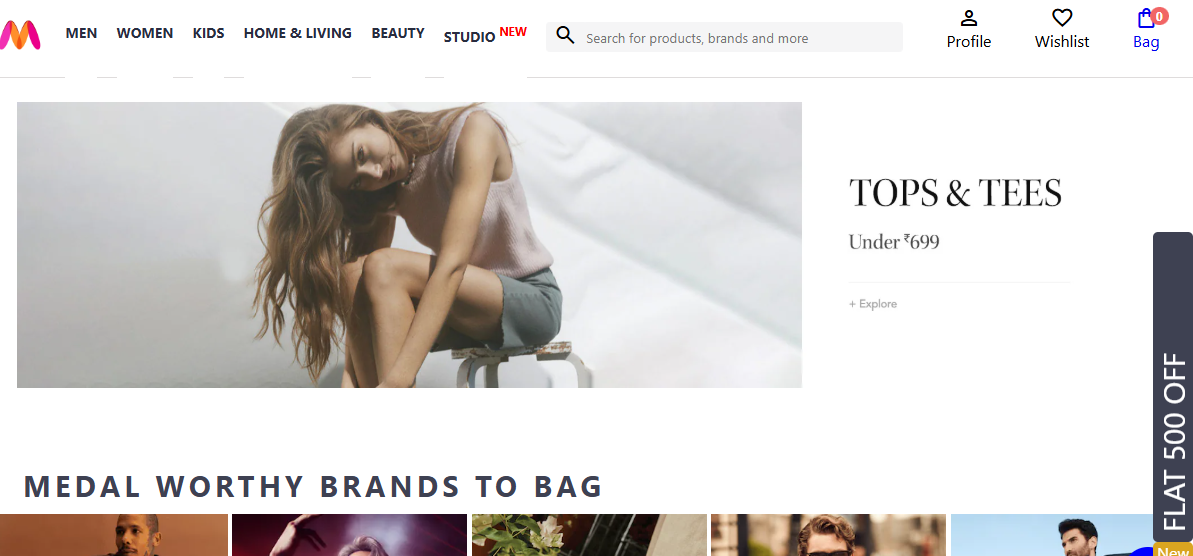 MEN WOMEN KIDS HOME & LIVING BEAUTY STUDIO NEW
Search for products, brands and more
0
Profile Wishlist Bag
TOPS & TEES
Under ₹699
+ Explore
FLAT 500 OFF
MEDAL WORTHY BRANDS TO BAG
New